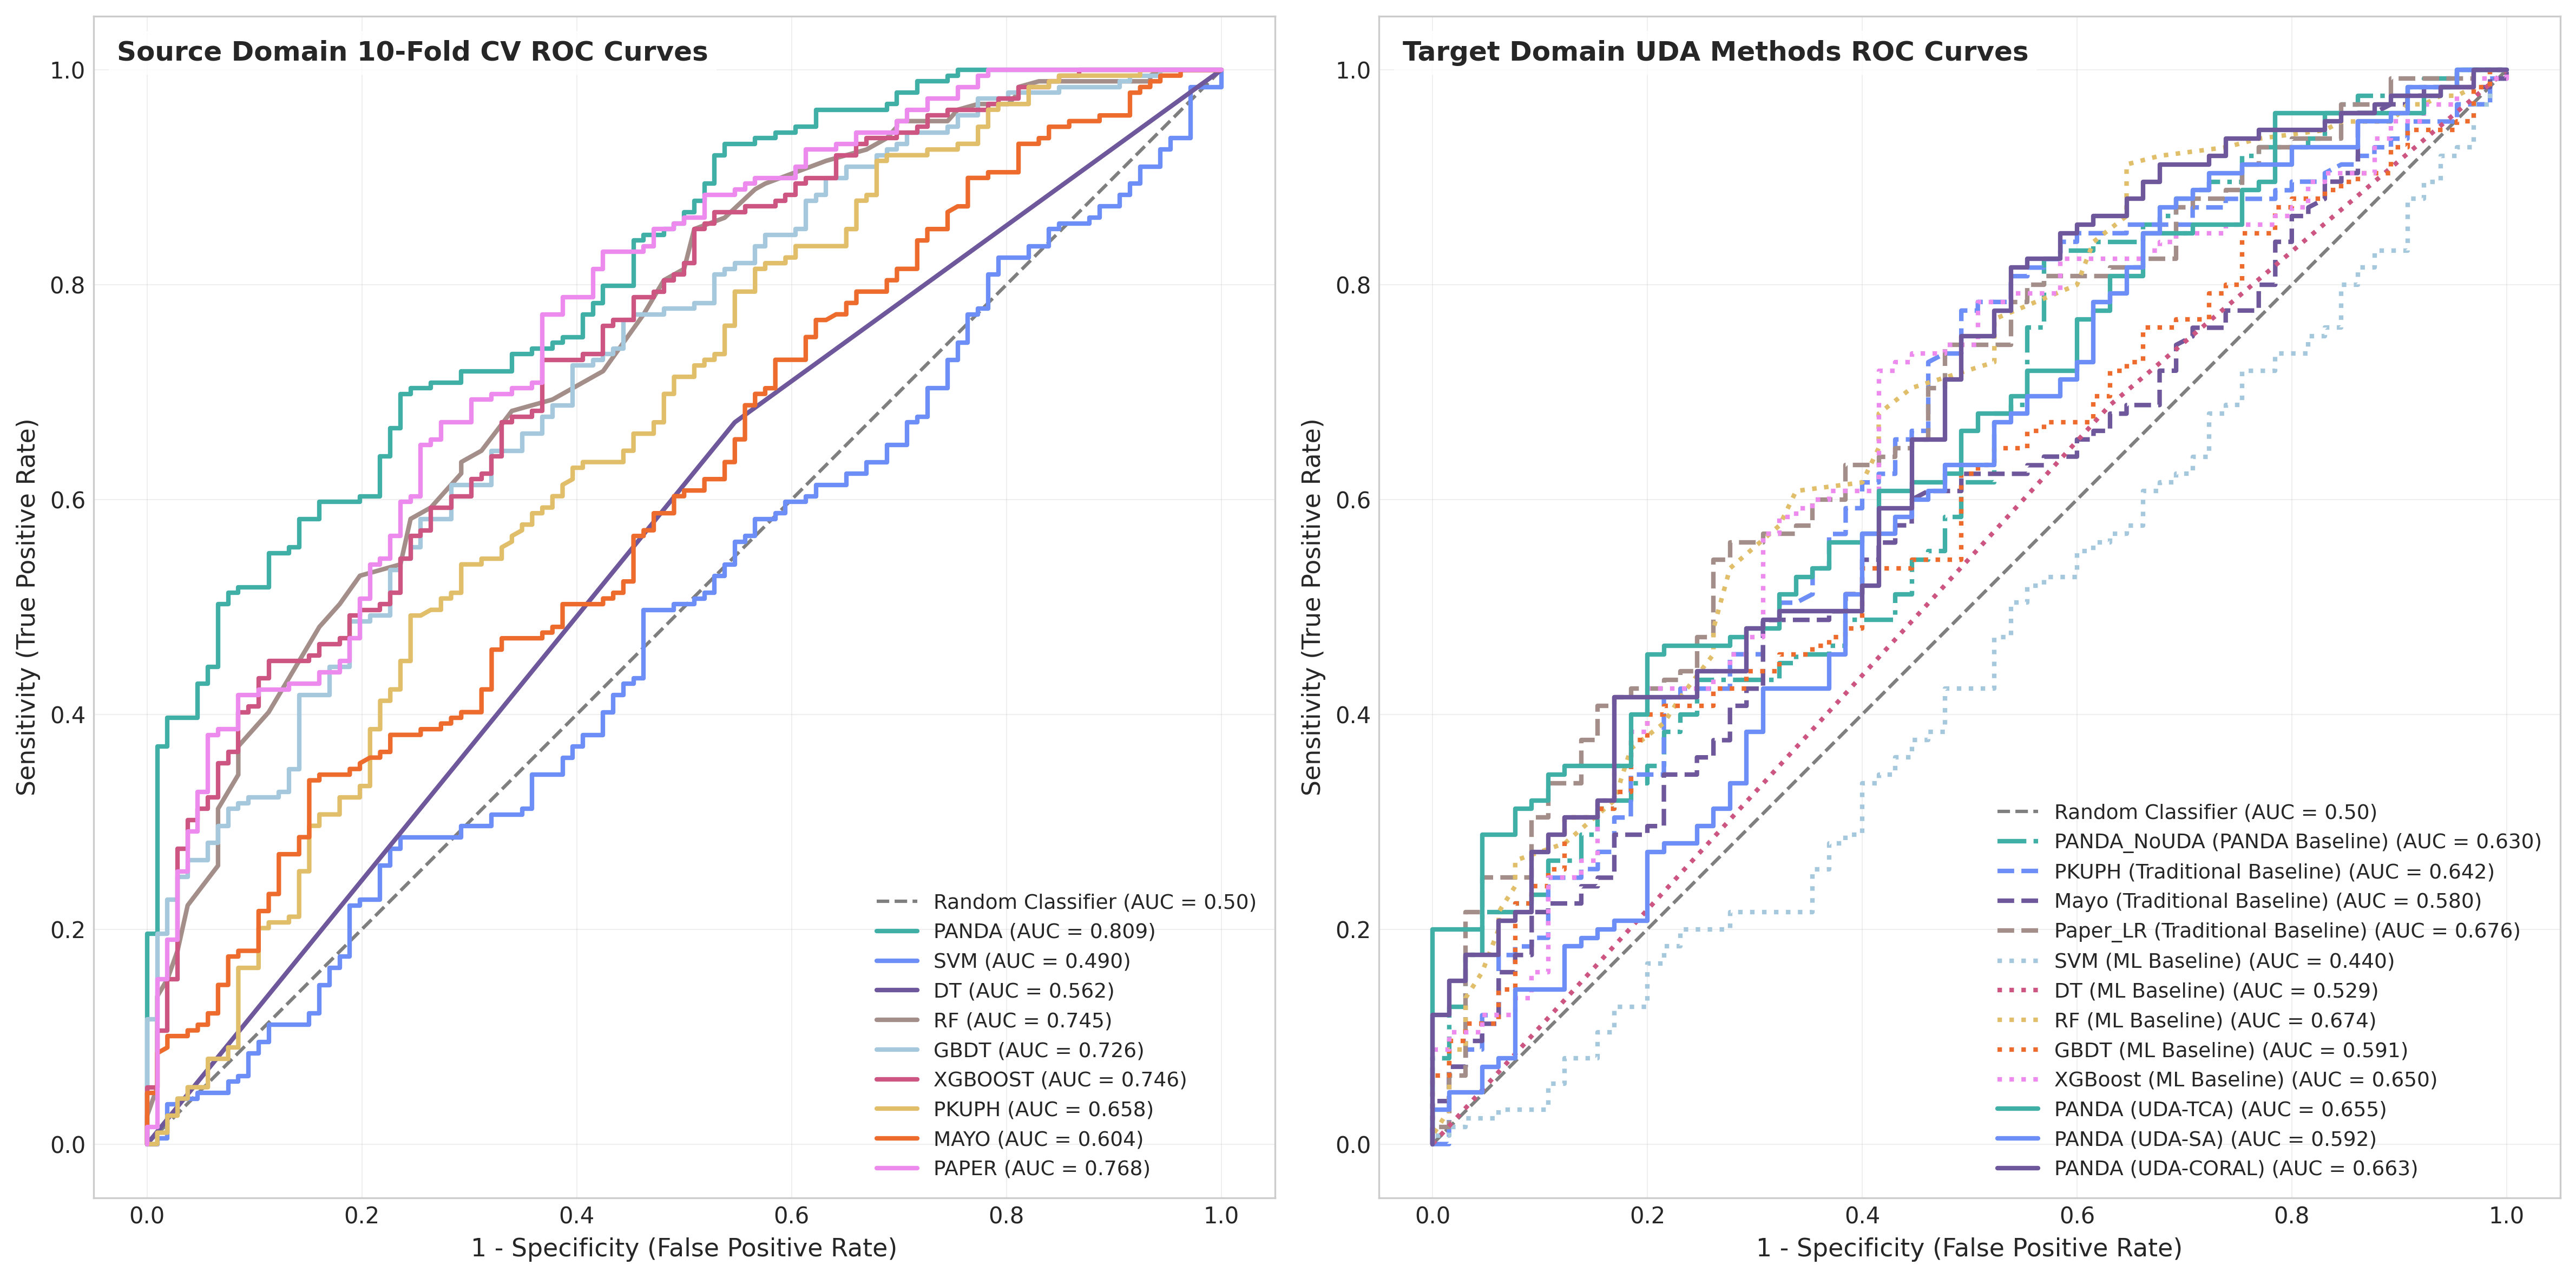 Source Domain 10-Fold CV ROC Curves
Sensitivity (True Positive Rate)
1.0
0.8
0.6
0.4
0.2
0.0
Random Classifier (AUC = 0.50)
PANDA (AUC = 0.809)
SVM (AUC = 0.490)
DT (AUC = 0.562)
RF (AUC = 0.745)
GBDT (AUC = 0.726)
XGBOOST (AUC = 0.746)
PKUPH (AUC = 0.658)
MAYO (AUC = 0.604)
PAPER (AUC = 0.768)
0.0 0.2 0.4 0.6 0.8 1.0
1 - Specificity (False Positive Rate)
Target Domain UDA Methods ROC Curves
Sensitivity (True Positive Rate)
1.0
0.8
0.6
0.4
0.2
0.0
Random Classifier (AUC = 0.50)
PANDA_NoUDA (PANDA Baseline) (AUC = 0.630)
PKUPH (Traditional Baseline) (AUC = 0.642)
Mayo (Traditional Baseline) (AUC = 0.580)
Paper_LR (Traditional Baseline) (AUC = 0.676)
SVM (ML Baseline) (AUC = 0.440)
DT (ML Baseline) (AUC = 0.529)
RF (ML Baseline) (AUC = 0.674)
GBDT (ML Baseline) (AUC = 0.591)
XGBoost (ML Baseline) (AUC = 0.650)
PANDA (UDA-TCA) (AUC = 0.655)
PANDA (UDA-SA) (AUC = 0.592)
PANDA (UDA-CORAL) (AUC = 0.663)
0.0 0.2 0.4 0.6 0.8 1.0
1 - Specificity (False Positive Rate)